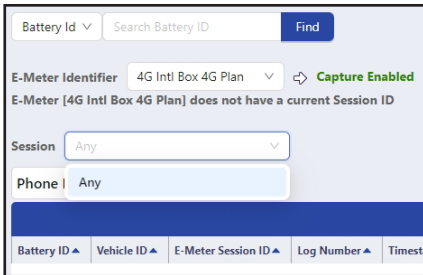 Battery Id Search Battery ID Find
E-Meter Identifier 4G Intl Box 4G Plan Capture Enabled
E-Meter [4G Intl Box 4G Plan] does not have a current Session ID
Session Any
Phone
Any
Battery ID Vehicle ID E-Meter Session ID Log Number Timest